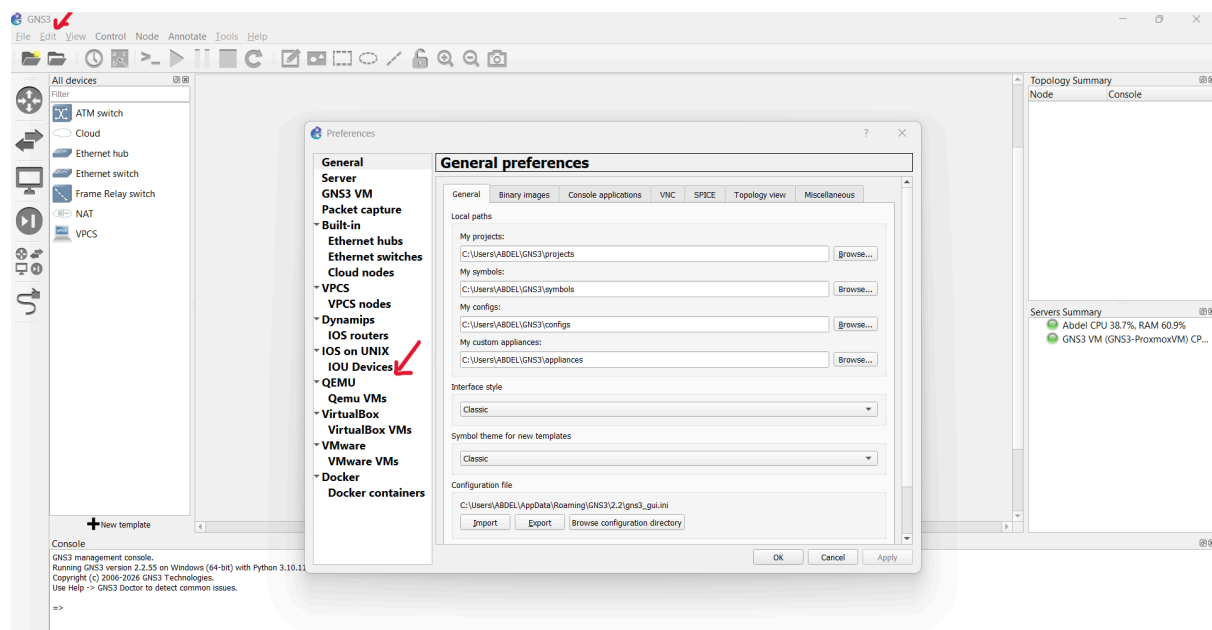 GNS3
File Edit View Control Node Annotate Tools Help
All devices
Filter
ATM switch
Cloud
Ethernet hub
Ethernet switch
Frame Relay switch
NAT
VPCS
New template
Preferences
?
General
Server
GNS3 VM
Packet capture
Built-in
Ethernet hubs
Ethernet switches
Cloud nodes
VPCS
VPCS nodes
Dynamips
IOS routers
IOS on UNIX
IOU Devices
QEMU
Qemu VMs
VirtualBox
VirtualBox VMs
VMware
VMware VMs
Docker
Docker containers
General preferences
General Binary images Console applications VNC SPICE Topology view Miscellaneous
Local paths
My projects:
C:\Users\ABDEL\GNS3\projects Browse...
My symbols:
C:\Users\ABDEL\GNS3\symbols Browse...
My configs:
C:\Users\ABDEL\GNS3\configs Browse...
My custom appliances:
C:\Users\ABDEL\GNS3\appliances Browse...
Interface style
Classic
Symbol theme for new templates
Classic
Configuration file
C:\Users\ABDEL\AppData\Roaming\GNS3\2.2\gns3_gui.ini
Import Export Browse configuration directory
OK Cancel Apply
Topology Summary
Node Console
Servers Summary
Abdel CPU 38.7%, RAM 60.9%
GNS3 VM (GNS3-ProxmoxVM) CP...
Console
GNS3 management console.
Running GNS3 version 2.2.55 on Windows (64-bit) with Python 3.10.11
Copyright (c) 2006-2026 GNS3 Technologies.
Use Help -> GNS3 Doctor to detect common issues.
=>